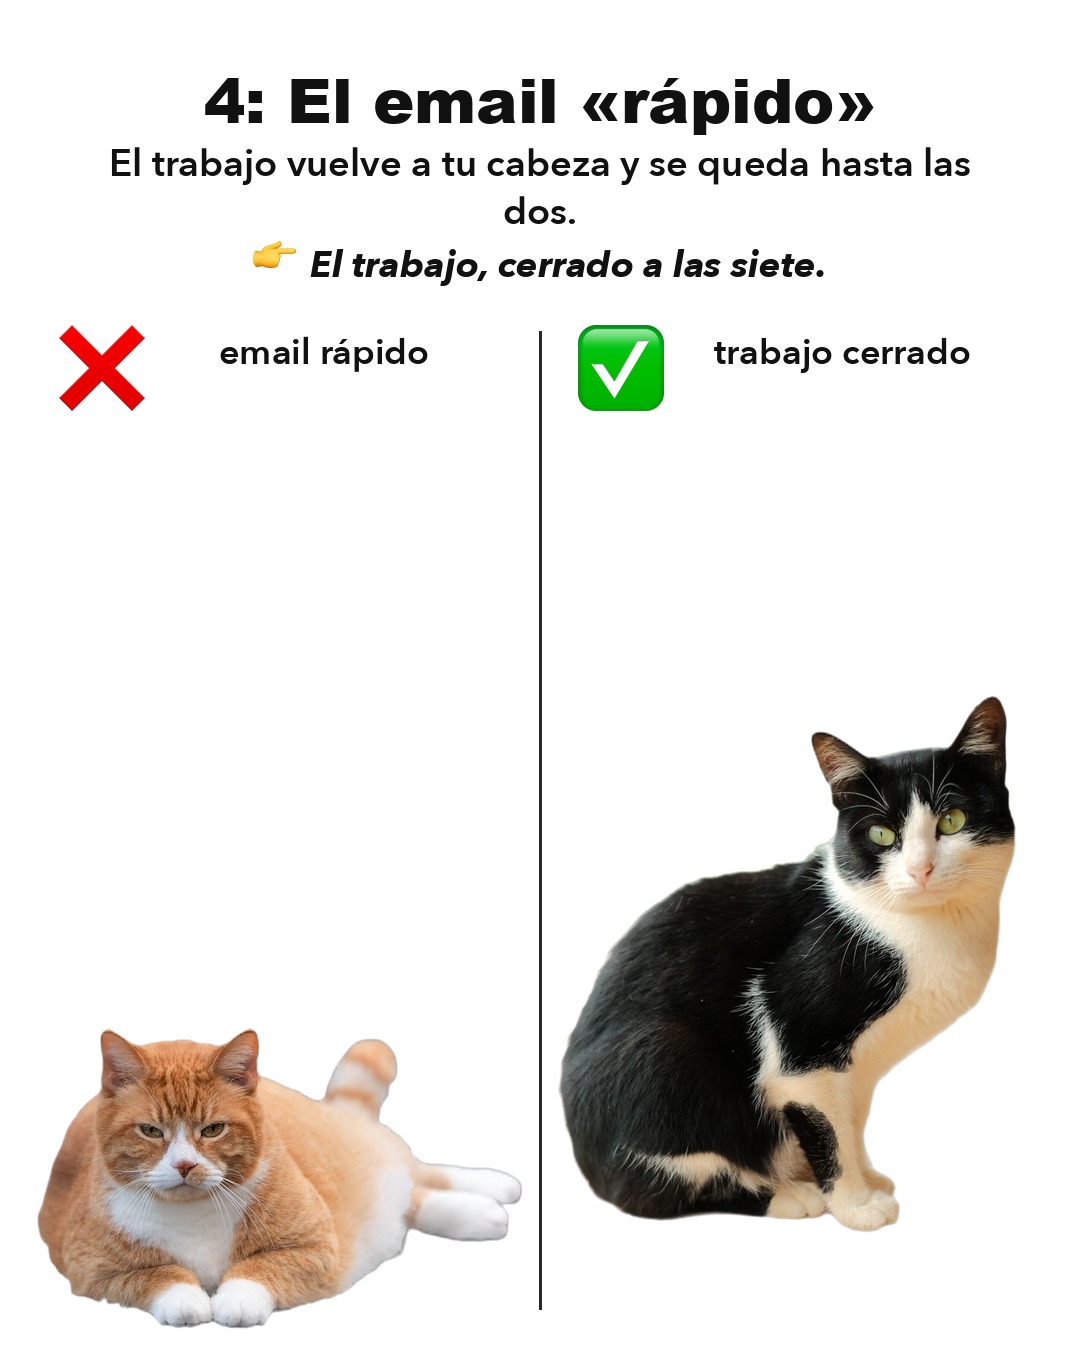 4: El email «rápido»
El trabajo vuelve a tu cabeza y se queda hasta las
dos.
👉 El trabajo, cerrado a las siete.
❌ email rápido
✅ trabajo cerrado